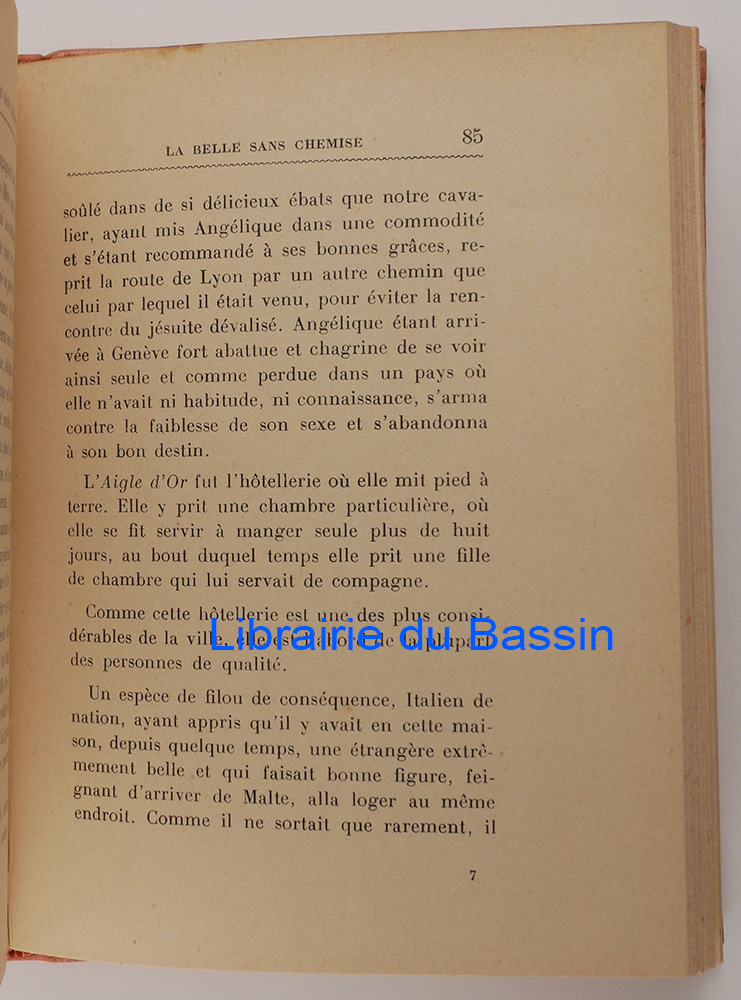 LA BELLE SANS CHEMISE 85
soûlé dans de si délicieux ébats que notre cava-
lier, ayant mis Angélique dans une commodité
et s'étant recommandé à ses bonnes grâces, re-
prit la route de Lyon par un autre chemin que
celui par lequel il était venu, pour éviter la ren-
contre du jésuite dévalisé. Angélique étant arri-
vée à Genève fort abattue et chagrine de se voir
ainsi seule et comme perdue dans un pays où
elle n'avait ni habitude, ni connaissance, s'arma
contre la faiblesse de son sexe et s'abandonna
à son bon destin.
L'Aigle d'Or fut l'hôtellerie où elle mit pied à
terre. Elle y prit une chambre particulière, où
elle se fit servir à manger seule plus de huit
jours, au bout duquel temps elle prit une fille
de chambre qui lui servait de compagne.
Comme cette hôtellerie est une des plus consi-
dérables de la ville, elle est l'abord de la plupart
des personnes de qualité.
Librairie du Bassin
Un espèce de filou de conséquence, Italien de
nation, ayant appris qu'il y avait en cette mai-
son, depuis quelque temps, une étrangère extrê-
mement belle et qui faisait bonne figure, fei-
gnant d'arriver de Malte, alla loger au même
endroit. Comme il ne sortait que rarement, il
7